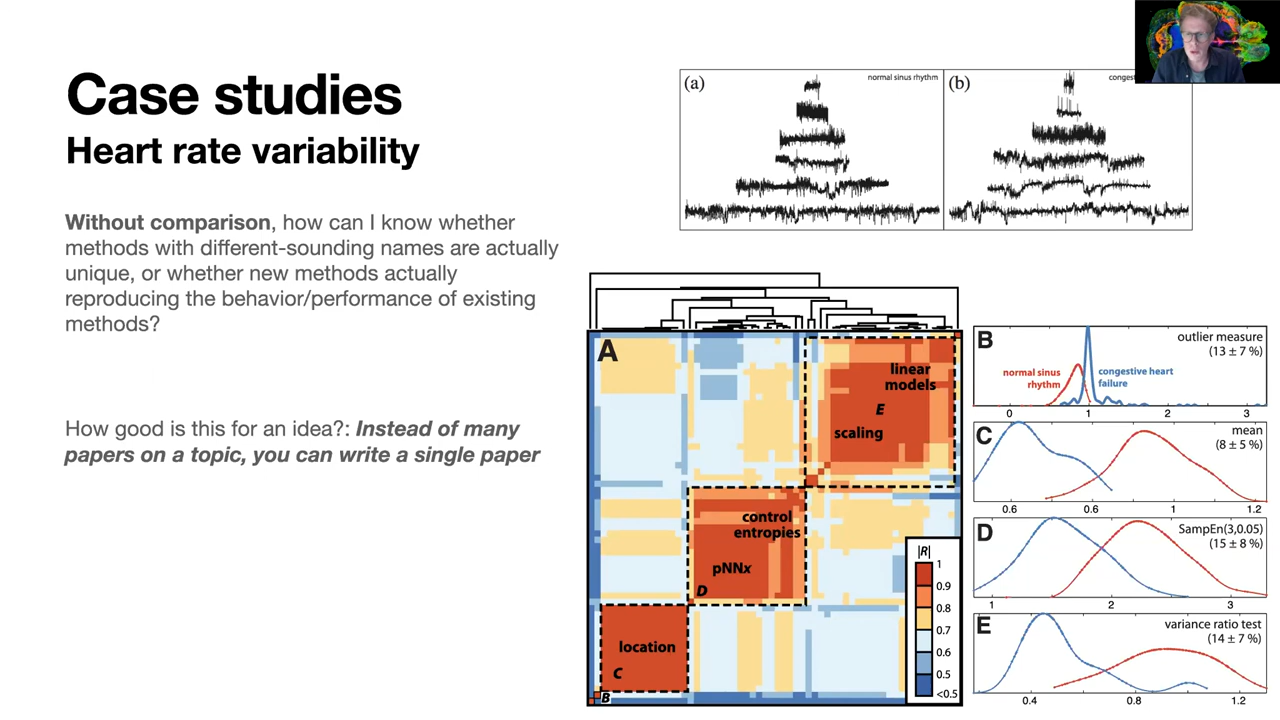 Case studies
Heart rate variability
Without comparison, how can I know whether
methods with different-sounding names are actually
unique, or whether new methods actually
reproducing the behavior/performance of existing
methods?
How good is this for an idea?: Instead of many
papers on a topic, you can write a single paper
(a)
normal sinus rhythm
(b)
A
linear
models
E
scaling
control
entropies
pNNx
D
location
C
B
|R|
1
0.9
0.8
0.7
0.6
0.5
<0.5
B
outlier measure
(13 ± 7 %)
normal sinus
rhythm
congestive heart
failure
0 1 2 3
C
mean
(8 ± 5 %)
0.6 0.6 1 1.2
D
SampEn(3,0.05)
(15 ± 8 %)
1 2 3
E
variance ratio test
(14 ± 7 %)
0.4 0.8 1.2